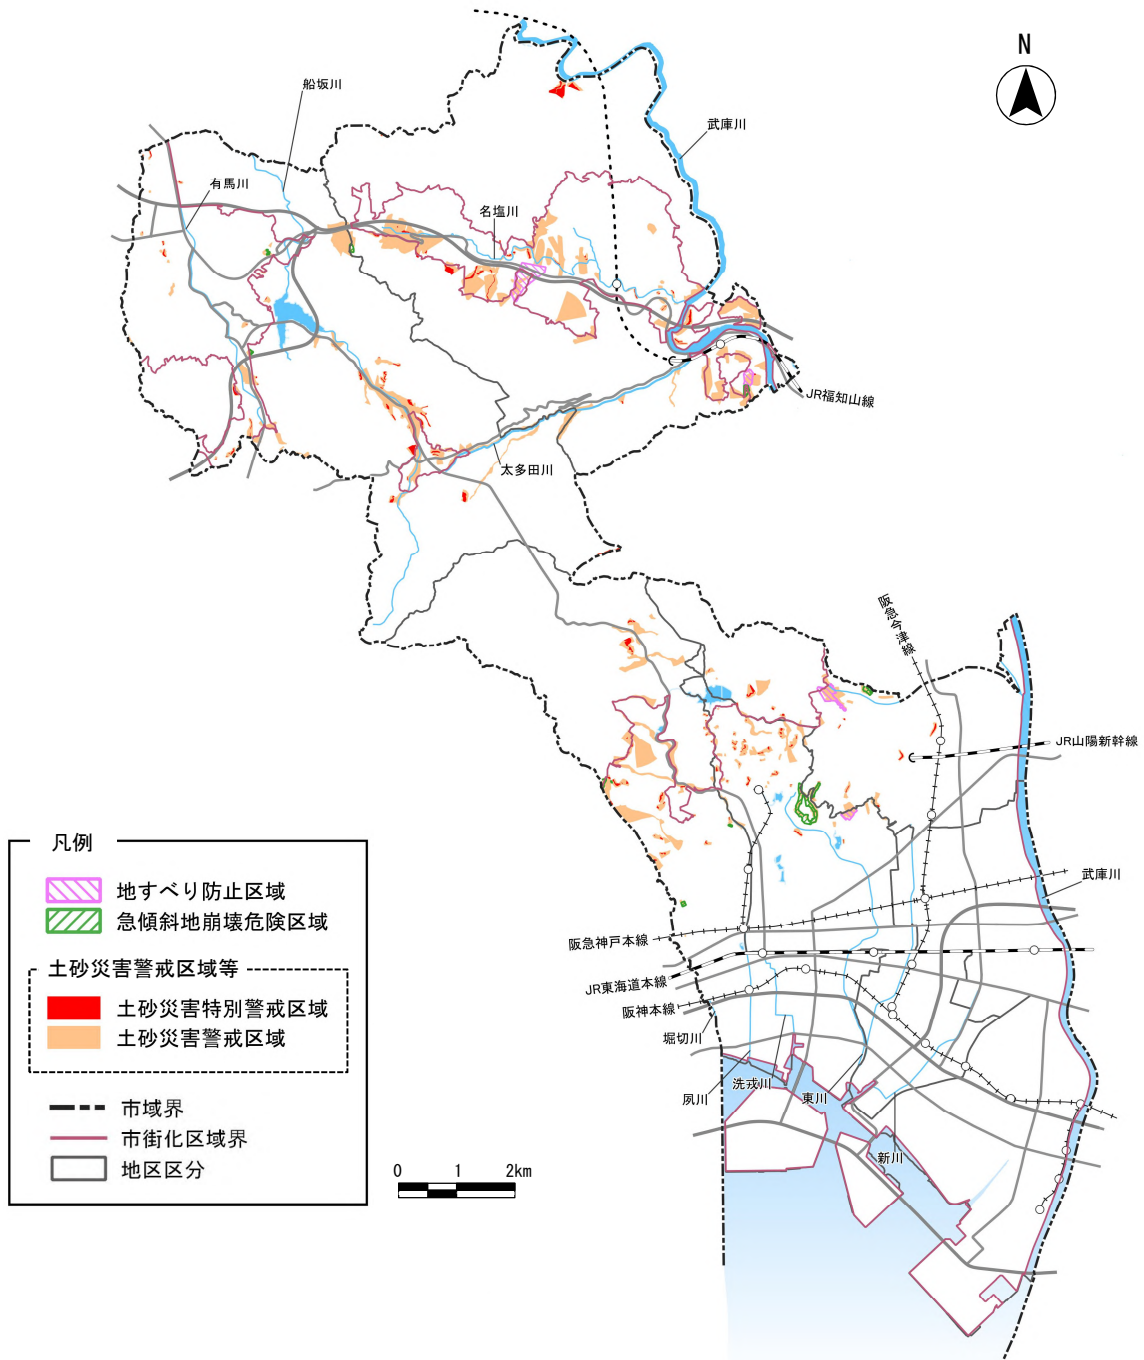 N
船坂川
武庫川
有馬川
名塩川
JR福知山線
太多田川
阪急今津線
JR山陽新幹線
武庫川
阪急神戸本線
JR東海道本線
阪神本線
堀切川
夙川
洗戎川
東川
新川
凡例
地すべり防止区域
急傾斜地崩壊危険区域
土砂災害警戒区域等
土砂災害特別警戒区域
土砂災害警戒区域
市域界
市街化区域界
地区区分
0 1 2km